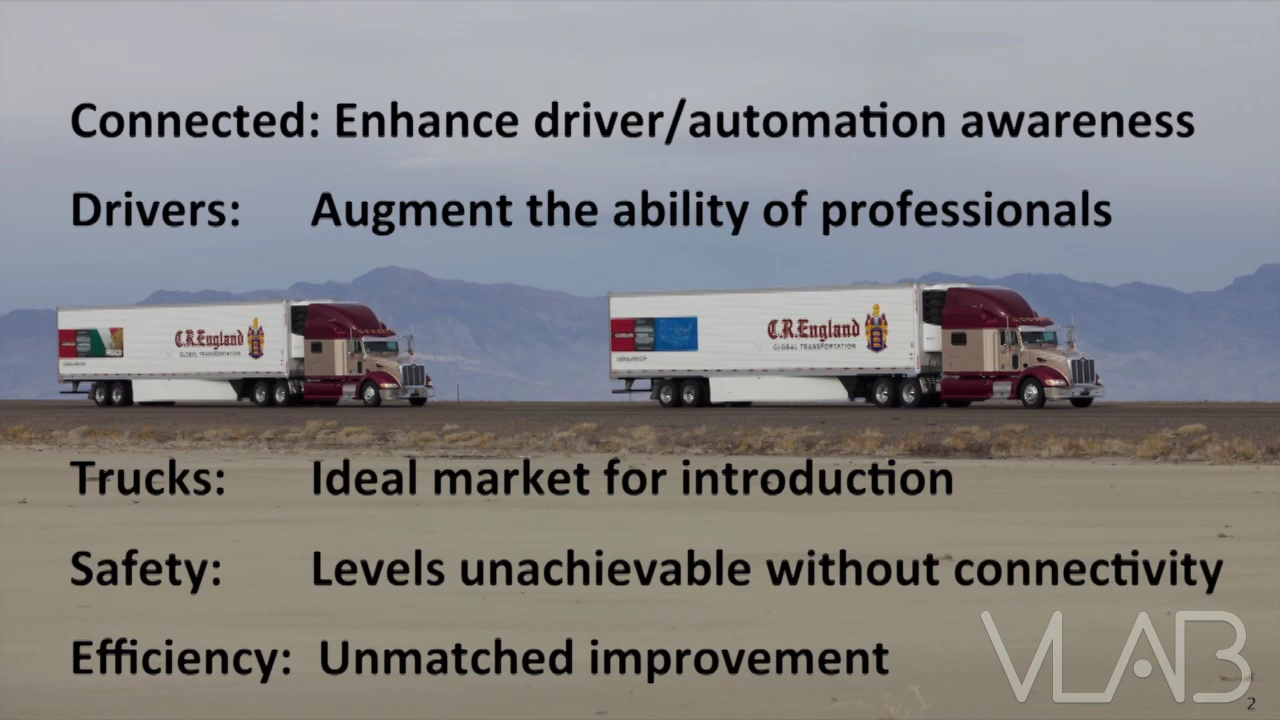 Connected: Enhance driver/automation awareness
Drivers: Augment the ability of professionals
C.R.England
GLOBAL TRANSPORTATION
C.R.England
GLOBAL TRANSPORTATION
Trucks: Ideal market for introduction
Safety: Levels unachievable without connectivity
Efficiency: Unmatched improvement
VLAB
2